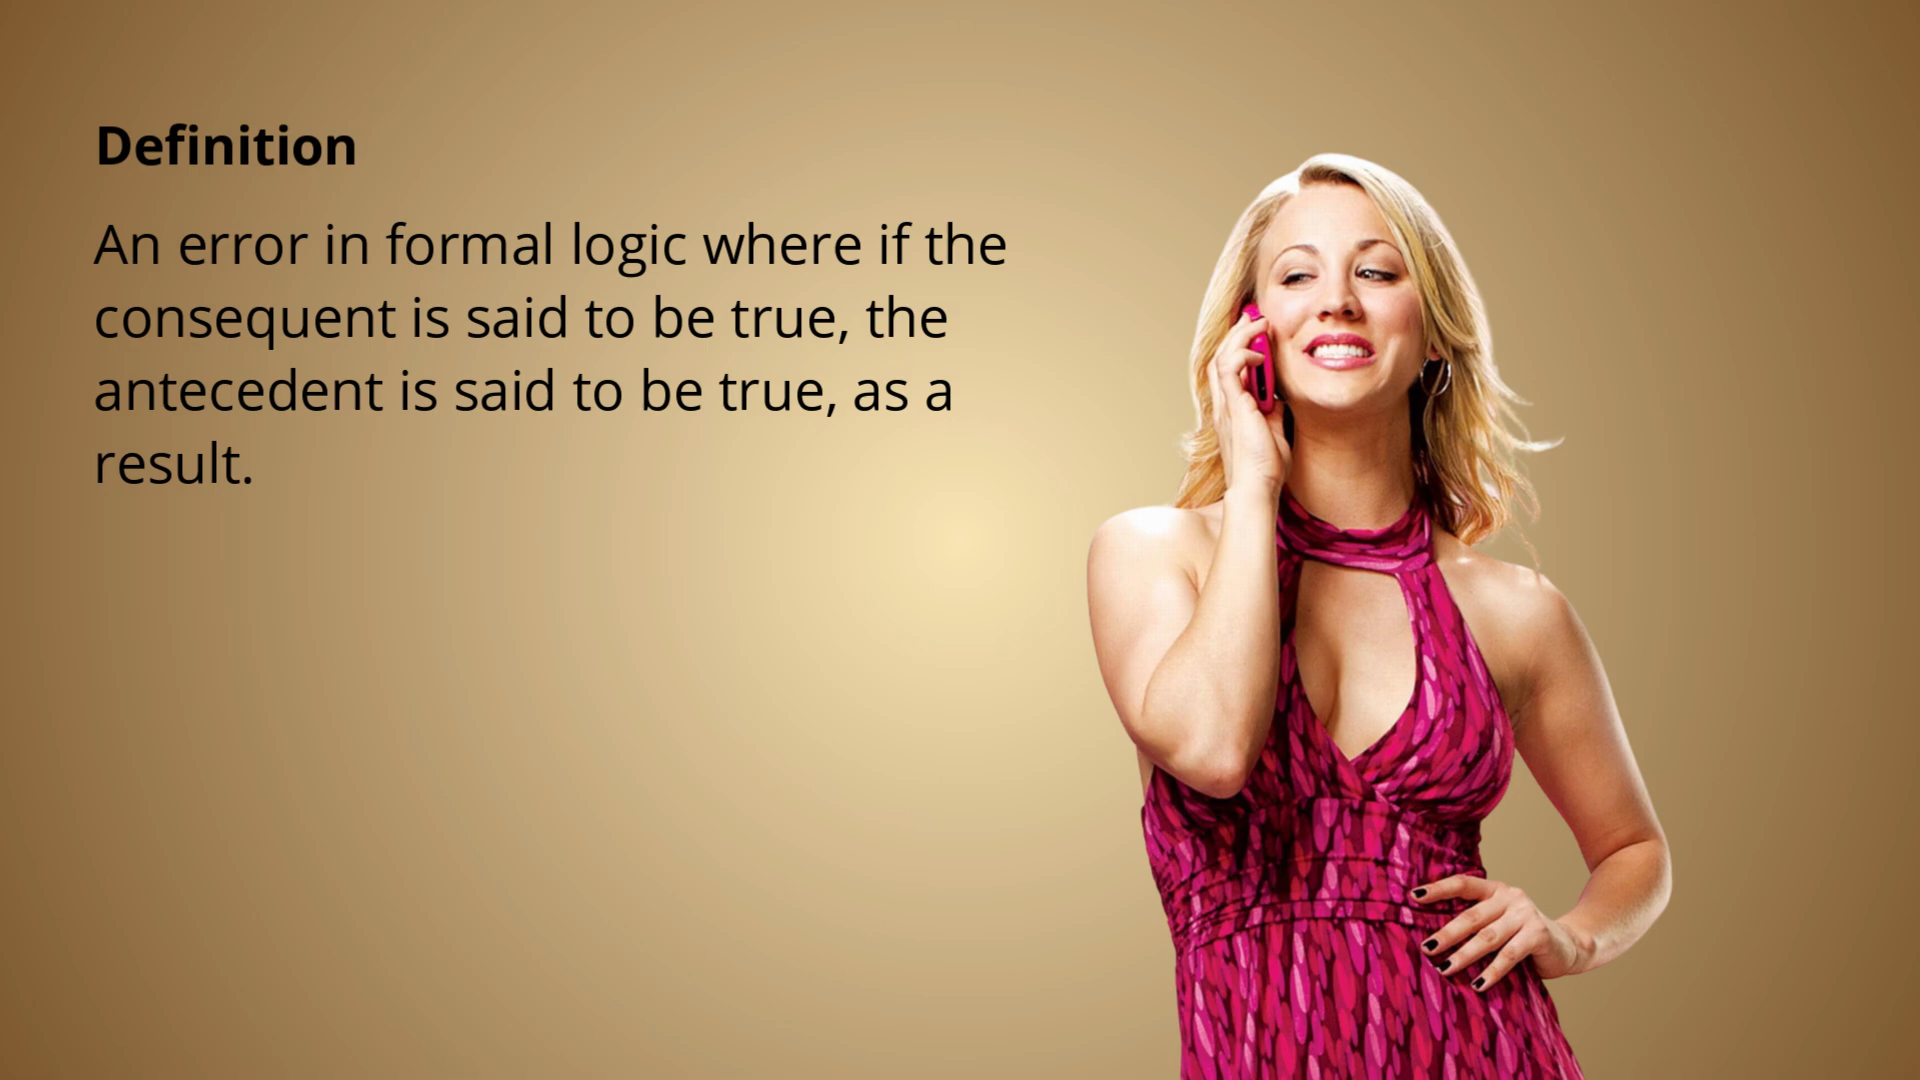 Definition
An error in formal logic where if the
consequent is said to be true, the
antecedent is said to be true, as a
result.